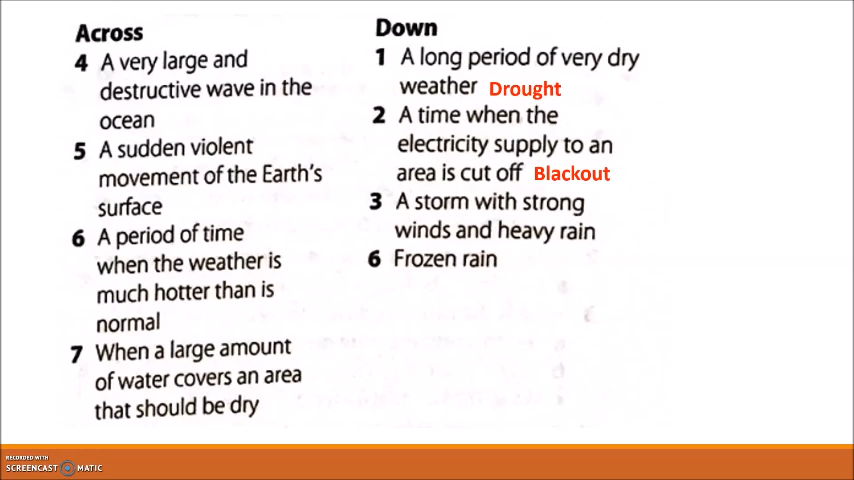 Across
4 A very large and
destructive wave in the
ocean
5 A sudden violent
movement of the Earth's
surface
6 A period of time
when the weather is
much hotter than is
normal
7 When a large amount
of water covers an area
that should be dry
Down
1 A long period of very dry
weather Drought
2 A time when the
electricity supply to an
area is cut off Blackout
3 A storm with strong
winds and heavy rain
6 Frozen rain
RECORDED WITH
SCREENCAST MATIC